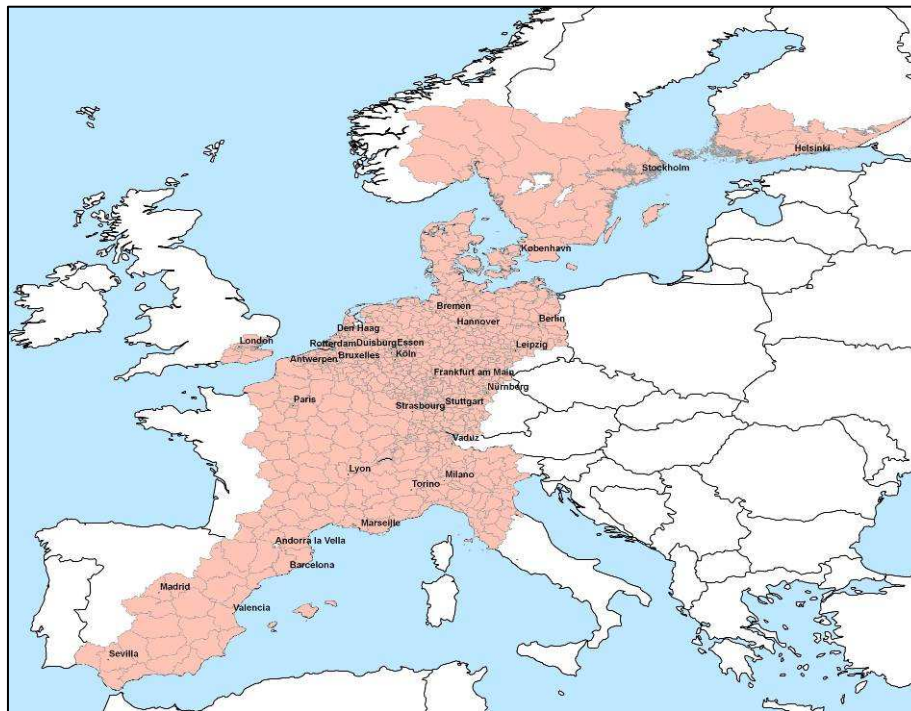 Helsinki
Stockholm
København
Bremen
Hannover
Berlin
Den Haag
London
Rotterdam
Duisburg
Essen
Leipzig
Antwerpen
Bruxelles
Köln
Frankfurt am Main
Nürnberg
Paris
Strasbourg
Stuttgart
Vaduz
Lyon
Milano
Torino
Marseille
Andorra la Vella
Barcelona
Madrid
Valencia
Sevilla